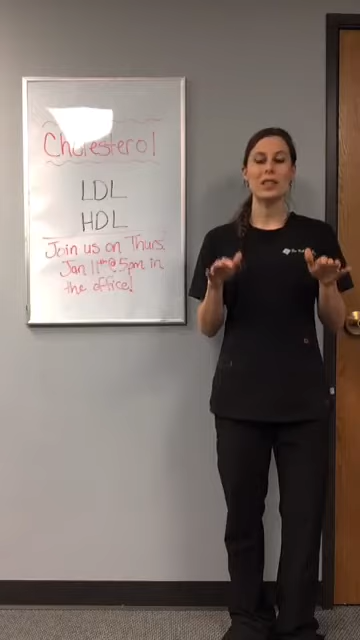 Cholesterol
LDL
HDL
Join us on Thurs.
Jan 11th @ 5pm in
the office!